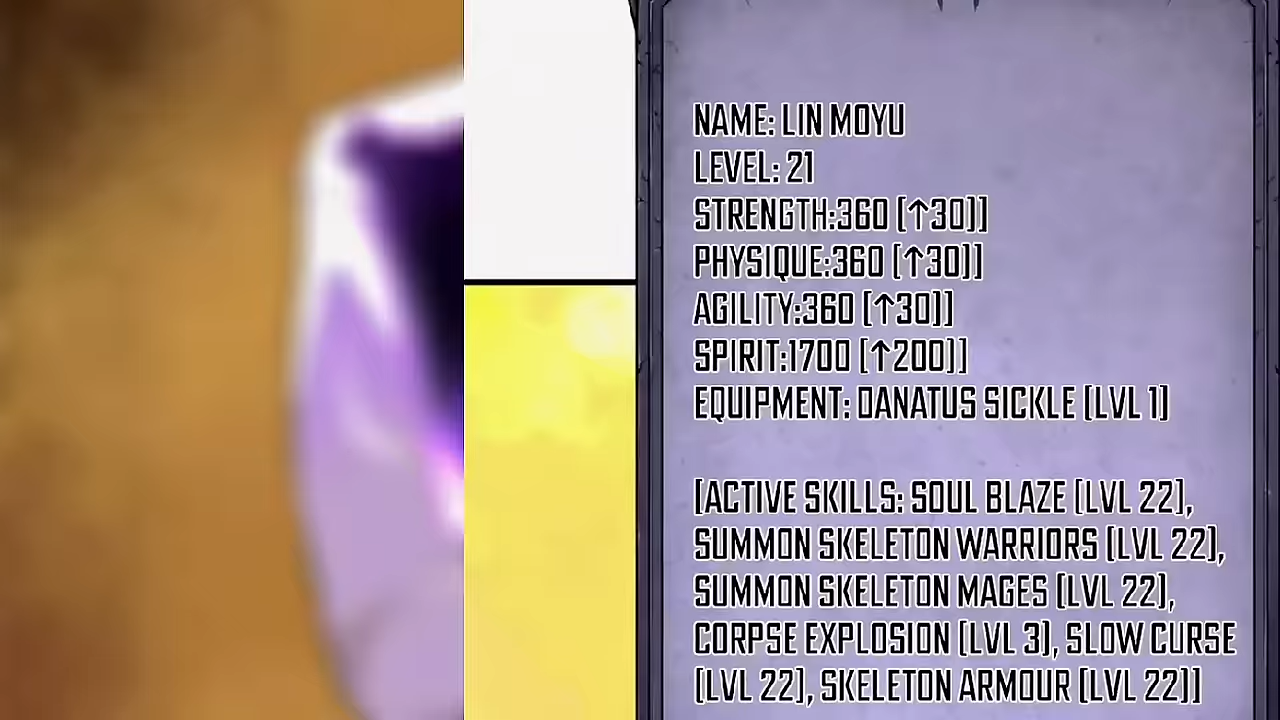 NAME: LIN MOYU
LEVEL: 21
STRENGTH:360 [↑30]]
PHYSIQUE:360 [↑30]]
AGILITY:360 [↑30]]
SPIRIT:1700 [↑200]]
EQUIPMENT: DANATUS SICKLE [LVL 1]
[ACTIVE SKILLS: SOUL BLAZE [LVL 22],
SUMMON SKELETON WARRIORS [LVL 22],
SUMMON SKELETON MAGES [LVL 22],
CORPSE EXPLOSION [LVL 3], SLOW CURSE
[LVL 22], SKELETON ARMOUR [LVL 22]]